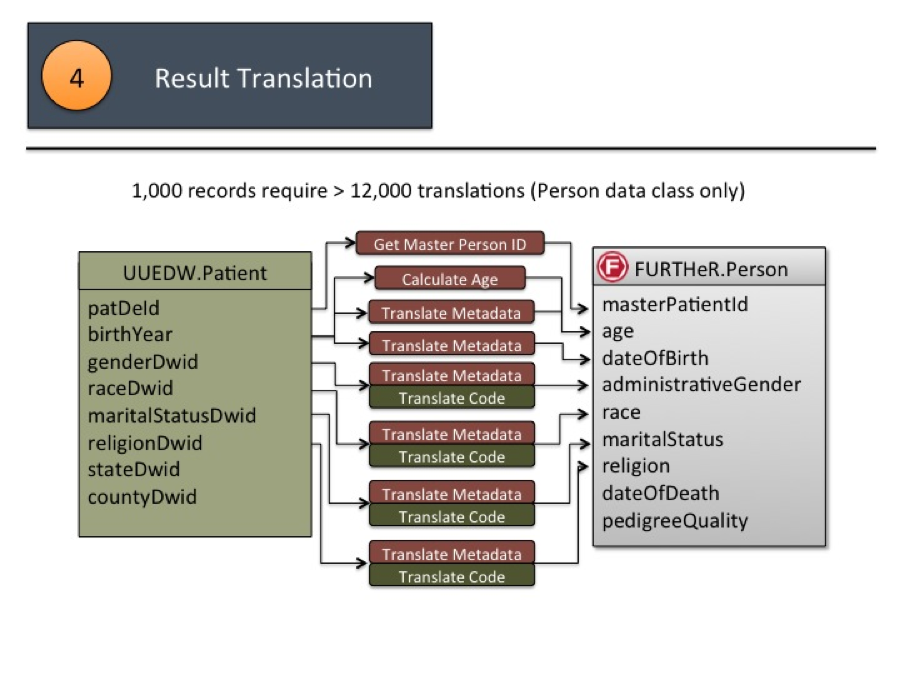 4
Result Translation
1,000 records require > 12,000 translations (Person data class only)
UUEDW.Patient
patDeId
birthYear
genderDwid
raceDwid
maritalStatusDwid
religionDwid
stateDwid
countyDwid
Get Master Person ID
Calculate Age
Translate Metadata
Translate Metadata
Translate Metadata
Translate Code
Translate Metadata
Translate Code
Translate Metadata
Translate Code
Translate Metadata
Translate Code
F FURTHeR.Person
masterPatientId
age
dateOfBirth
administrativeGender
race
maritalStatus
religion
dateOfDeath
pedigreeQuality